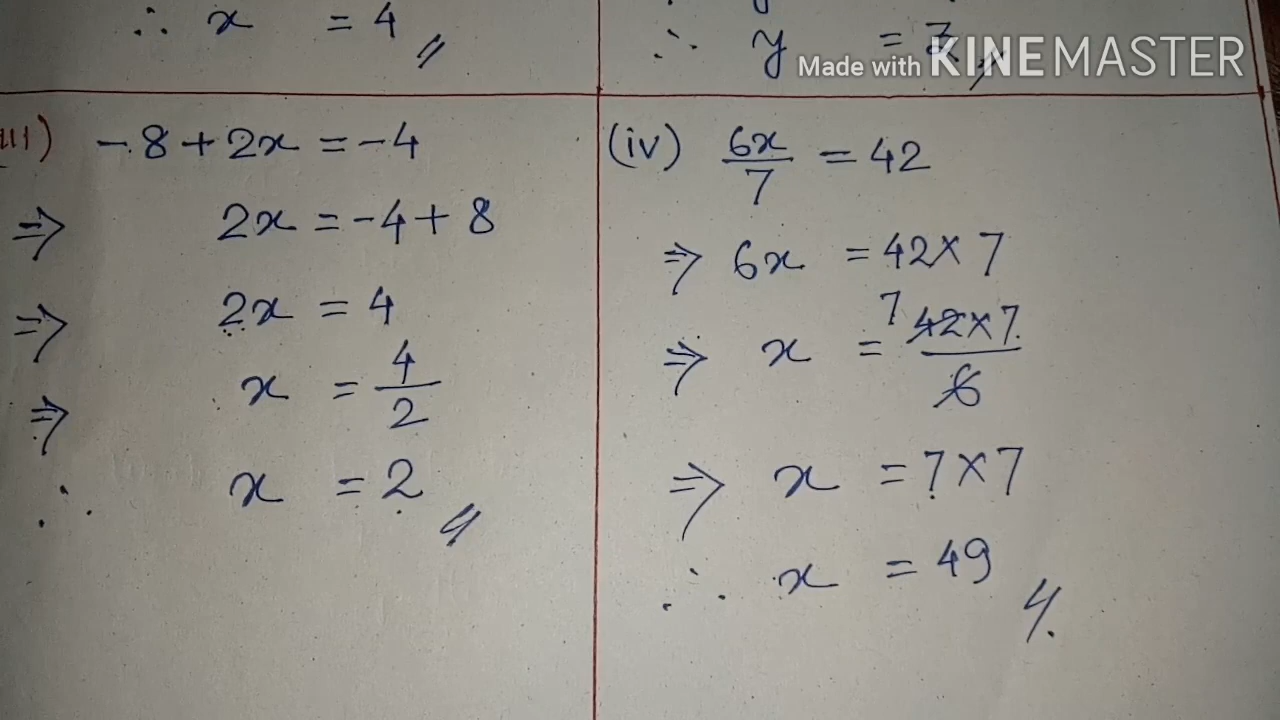 ∴ x = 4
∴ y = 7
Made with KINEMASTER
iii) -8 + 2x = -4
⇒ 2x = -4 + 8
⇒ 2x = 4
⇒ x = 4/2
∴ x = 2
(iv) 6x/7 = 42
⇒ 6x = 42 × 7
⇒ x = 7 42×7/6
⇒ x = 7 × 7
∴ x = 49